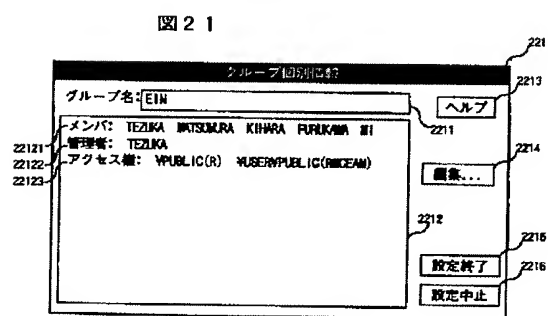 図21
221
グループ個別情報
2213
グループ名: EIN
ヘルプ
2211
22121 メンバ: TEZUKA MATSUMURA KIHARA FURUKAWA
22122 管理者: TEZUKA
22123 アクセス権: ¥PUBLIC(R) ¥USER¥PUBLIC(RWCEAM)
2214
編集...
2212
2215
設定終了
2216
設定中止